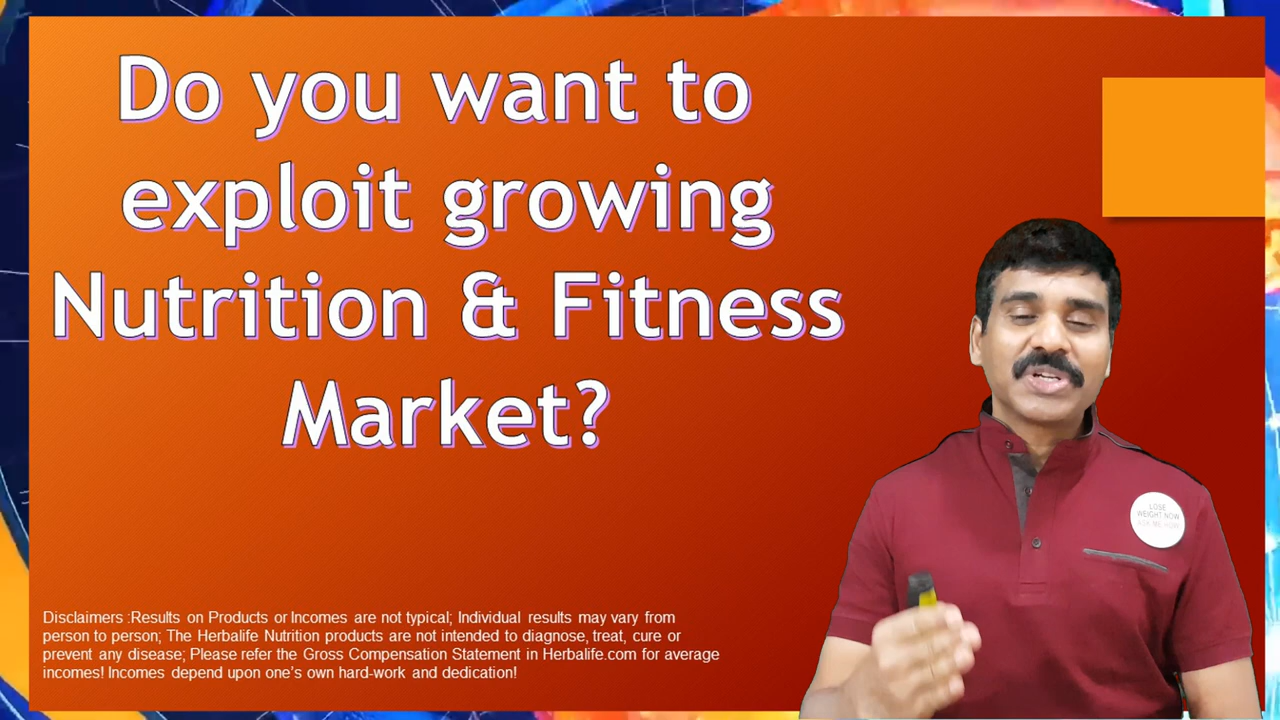 Do you want to
exploit growing
Nutrition & Fitness
Market?
LOSE
WEIGHT NOW
ASK ME HOW
Disclaimers :Results on Products or Incomes are not typical; Individual results may vary from
person to person; The Herbalife Nutrition products are not intended to diagnose, treat, cure or
prevent any disease; Please refer the Gross Compensation Statement in Herbalife.com for average
incomes! Incomes depend upon one's own hard-work and dedication!